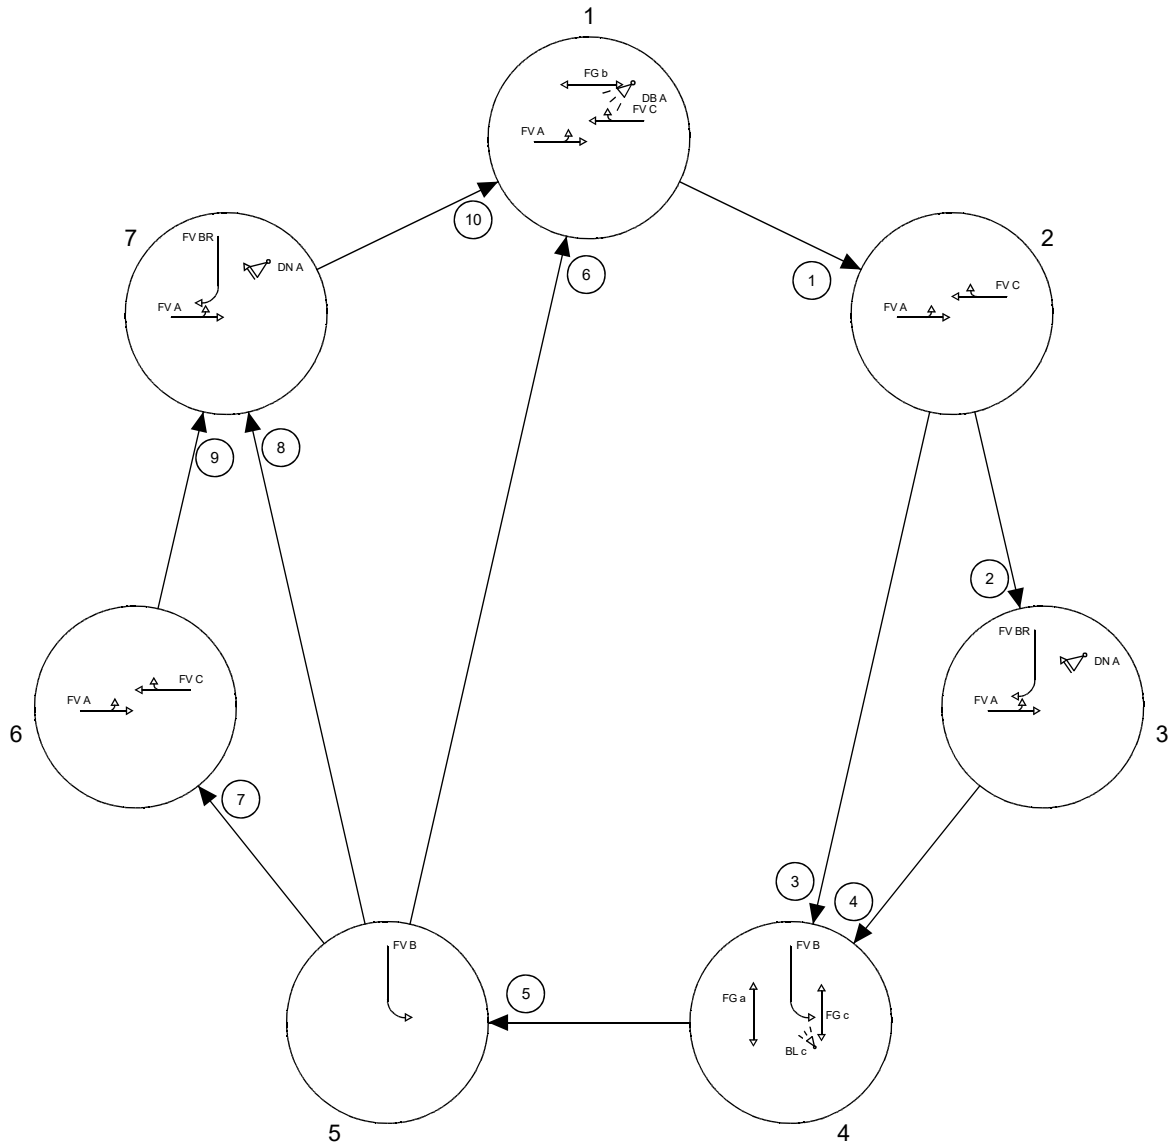 1
FG b
DB A
FV C
FV A
10
6
1
7
FV BR
DN A
FV A
2
FV C
FV A
9
8
2
FV BR
DN A
FV A
3
6
FV C
FV A
7
3
4
5
FV B
5
4
FV B
FG a
FG c
BL c